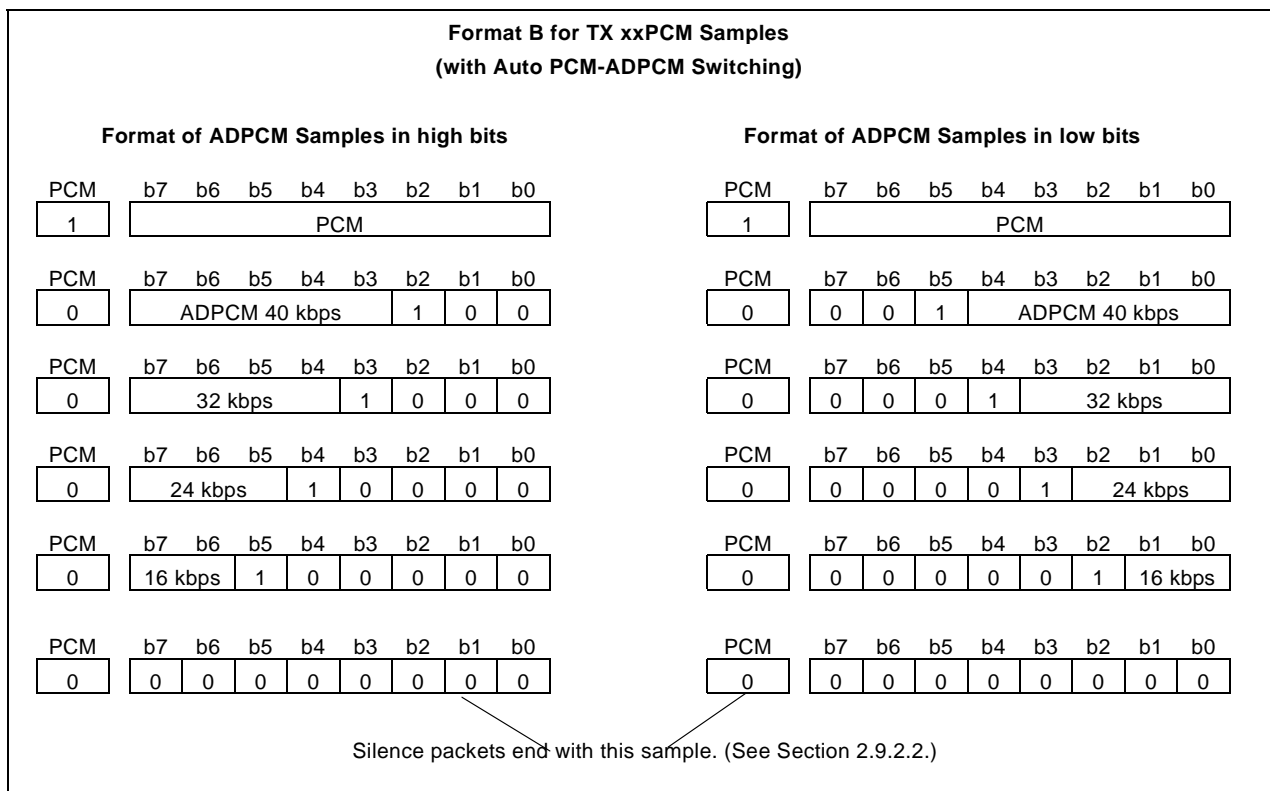 Format B for TX xxPCM Samples
(with Auto PCM-ADPCM Switching)
Format of ADPCM Samples in high bits
PCM b7 b6 b5 b4 b3 b2 b1 b0
1 PCM
PCM b7 b6 b5 b4 b3 b2 b1 b0
0 ADPCM 40 kbps 1 0 0
PCM b7 b6 b5 b4 b3 b2 b1 b0
0 32 kbps 1 0 0 0
PCM b7 b6 b5 b4 b3 b2 b1 b0
0 24 kbps 1 0 0 0 0
PCM b7 b6 b5 b4 b3 b2 b1 b0
0 16 kbps 1 0 0 0 0 0
PCM b7 b6 b5 b4 b3 b2 b1 b0
0 0 0 0 0 0 0 0 0
Format of ADPCM Samples in low bits
PCM b7 b6 b5 b4 b3 b2 b1 b0
1 PCM
PCM b7 b6 b5 b4 b3 b2 b1 b0
0 0 0 1 ADPCM 40 kbps
PCM b7 b6 b5 b4 b3 b2 b1 b0
0 0 0 0 1 32 kbps
PCM b7 b6 b5 b4 b3 b2 b1 b0
0 0 0 0 0 1 24 kbps
PCM b7 b6 b5 b4 b3 b2 b1 b0
0 0 0 0 0 0 1 16 kbps
PCM b7 b6 b5 b4 b3 b2 b1 b0
0 0 0 0 0 0 0 0 0
Silence packets end with this sample. (See Section 2.9.2.2.)